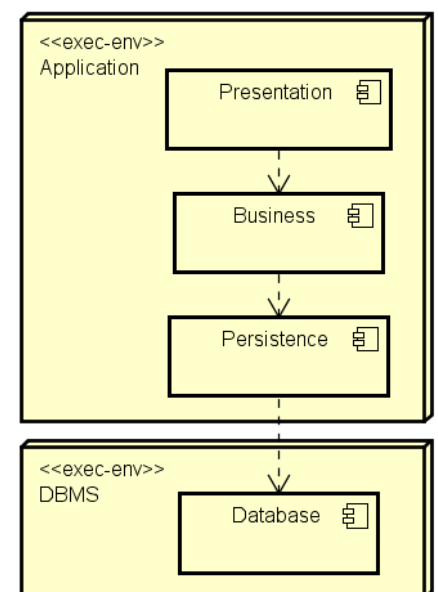 <<exec-env>>
Application
Presentation
Business
Persistence
<<exec-env>>
DBMS
Database